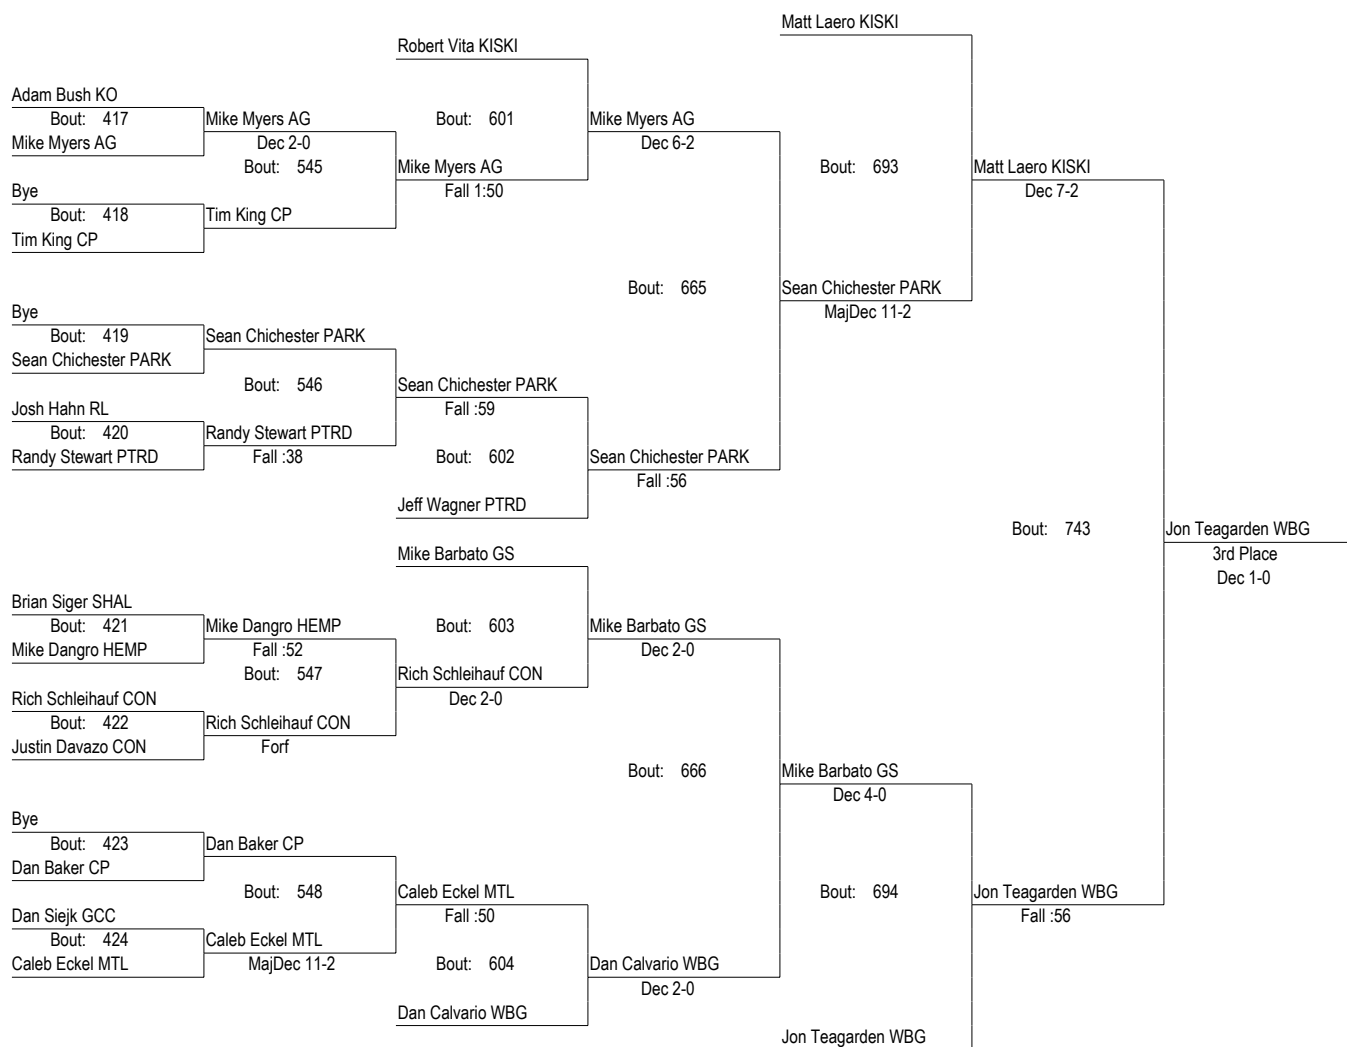 Matt Laero KISKI
Robert Vita KISKI
Adam Bush KO
Bout: 417
Mike Myers AG
Bout: 601
Mike Myers AG
Mike Myers AG
Dec 2-0
Dec 6-2
Bout: 545
Mike Myers AG
Bout: 693
Matt Laero KISKI
Bye
Fall 1:50
Dec 7-2
Bout: 418
Tim King CP
Tim King CP
Bout: 665
Sean Chichester PARK
Bye
MajDec 11-2
Bout: 419
Sean Chichester PARK
Sean Chichester PARK
Bout: 546
Sean Chichester PARK
Josh Hahn RL
Fall :59
Bout: 420
Randy Stewart PTRD
Randy Stewart PTRD
Fall :38
Bout: 602
Sean Chichester PARK
Fall :56
Jeff Wagner PTRD
Bout: 743
Jon Teagarden WBG
Mike Barbato GS
3rd Place
Dec 1-0
Brian Siger SHAL
Bout: 421
Mike Dangro HEMP
Bout: 603
Mike Barbato GS
Mike Dangro HEMP
Fall :52
Dec 2-0
Bout: 547
Rich Schleihauf CON
Rich Schleihauf CON
Dec 2-0
Bout: 422
Rich Schleihauf CON
Justin Davazo CON
Forf
Bout: 666
Mike Barbato GS
Dec 4-0
Bye
Bout: 423
Dan Baker CP
Dan Baker CP
Bout: 548
Caleb Eckel MTL
Bout: 694
Jon Teagarden WBG
Dan Siejk GCC
Fall :50
Fall :56
Bout: 424
Caleb Eckel MTL
Caleb Eckel MTL
MajDec 11-2
Bout: 604
Dan Calvario WBG
Dec 2-0
Dan Calvario WBG
Jon Teagarden WBG